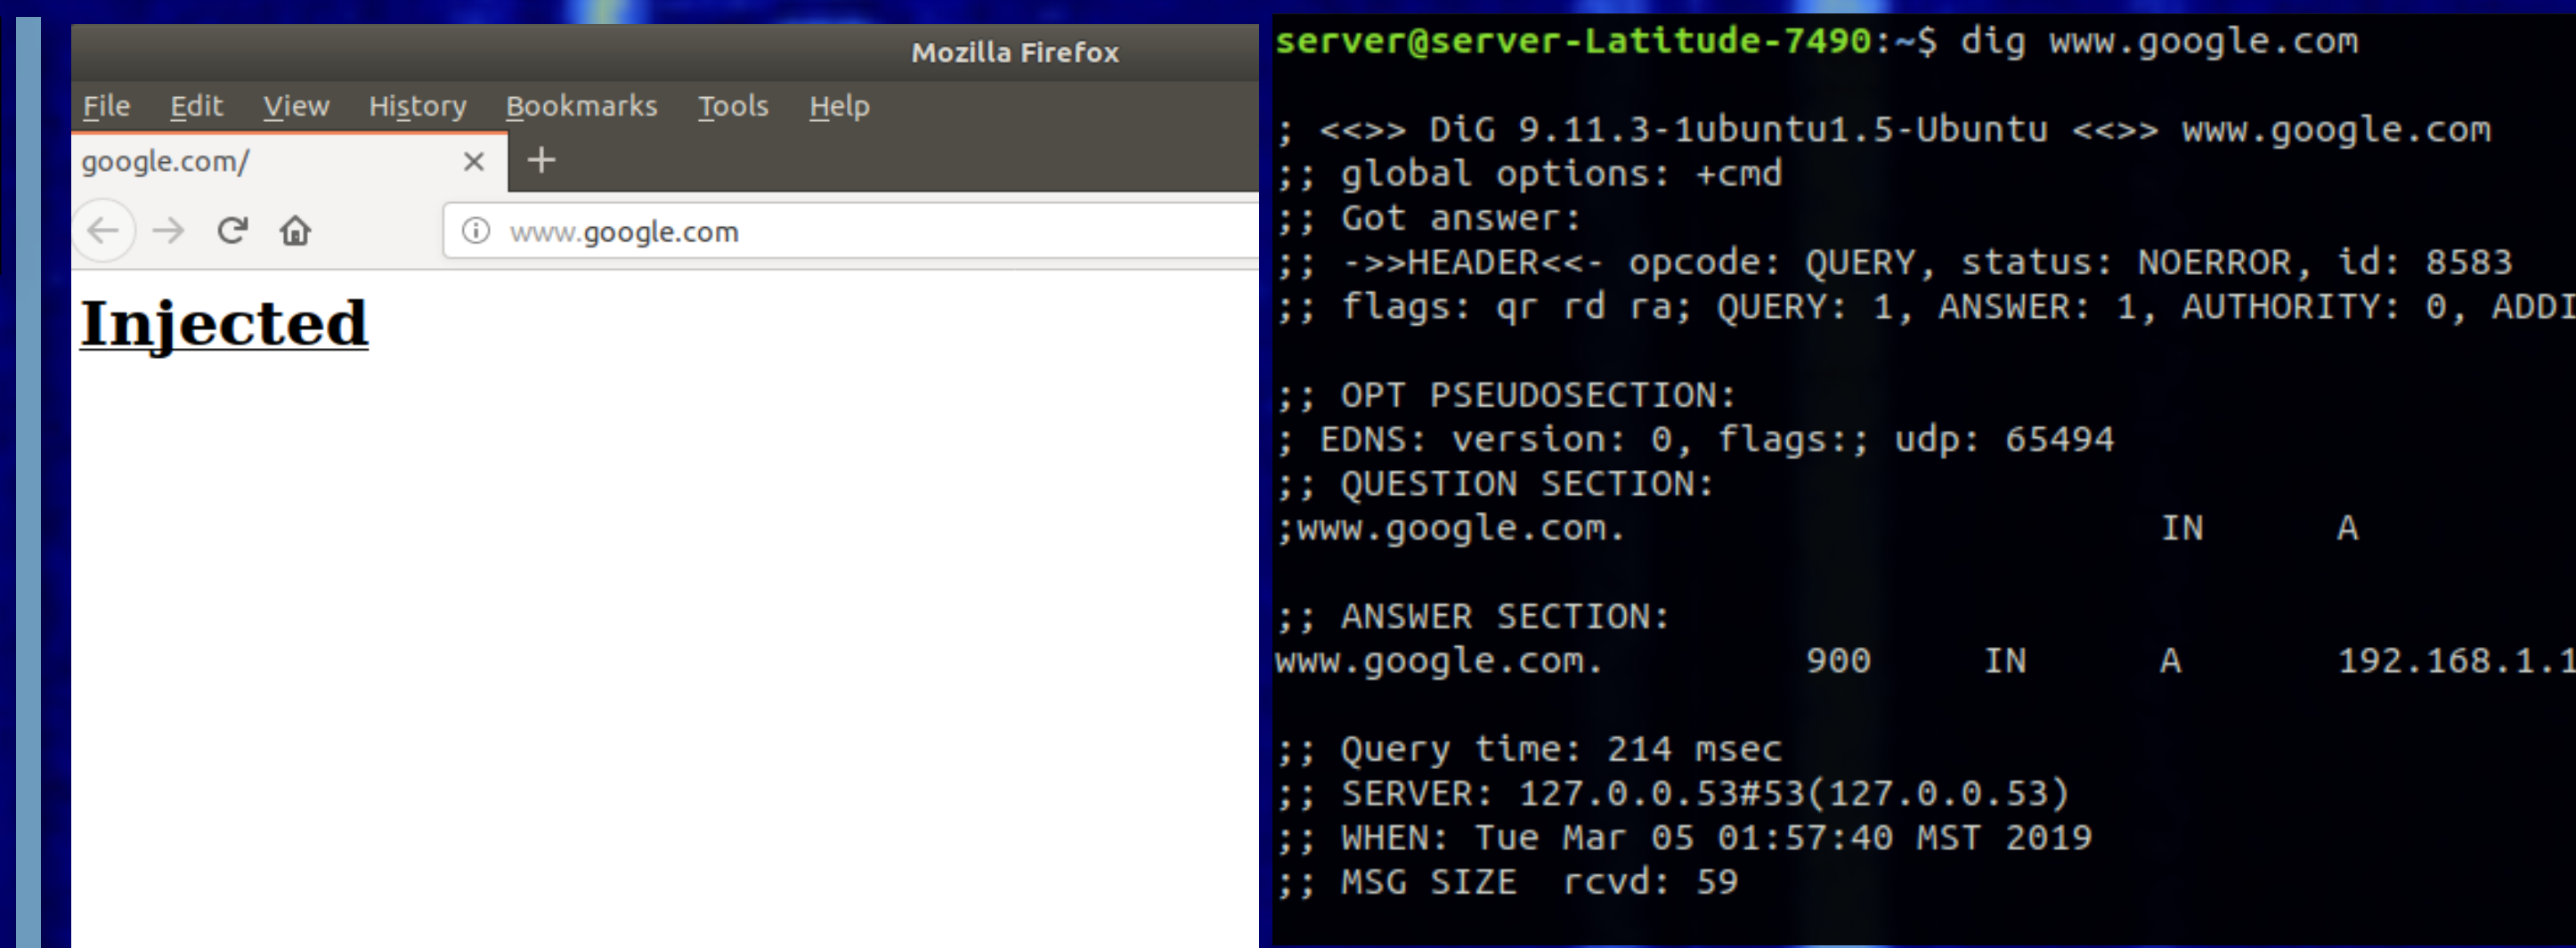 Mozilla Firefox
File Edit View History Bookmarks Tools Help
google.com/
www.google.com
Injected
server@server-Latitude-7490:~$ dig www.google.com
; <<>> DiG 9.11.3-1ubuntu1.5-Ubuntu <<>> www.google.com
;; global options: +cmd
;; Got answer:
;; ->>HEADER<<- opcode: QUERY, status: NOERROR, id: 8583
;; flags: qr rd ra; QUERY: 1, ANSWER: 1, AUTHORITY: 0, ADDI
;; OPT PSEUDOSECTION:
; EDNS: version: 0, flags:; udp: 65494
;; QUESTION SECTION:
;www.google.com. IN A
;; ANSWER SECTION:
www.google.com. 900 IN A 192.168.1.1
;; Query time: 214 msec
;; SERVER: 127.0.0.53#53(127.0.0.53)
;; WHEN: Tue Mar 05 01:57:40 MST 2019
;; MSG SIZE rcvd: 59